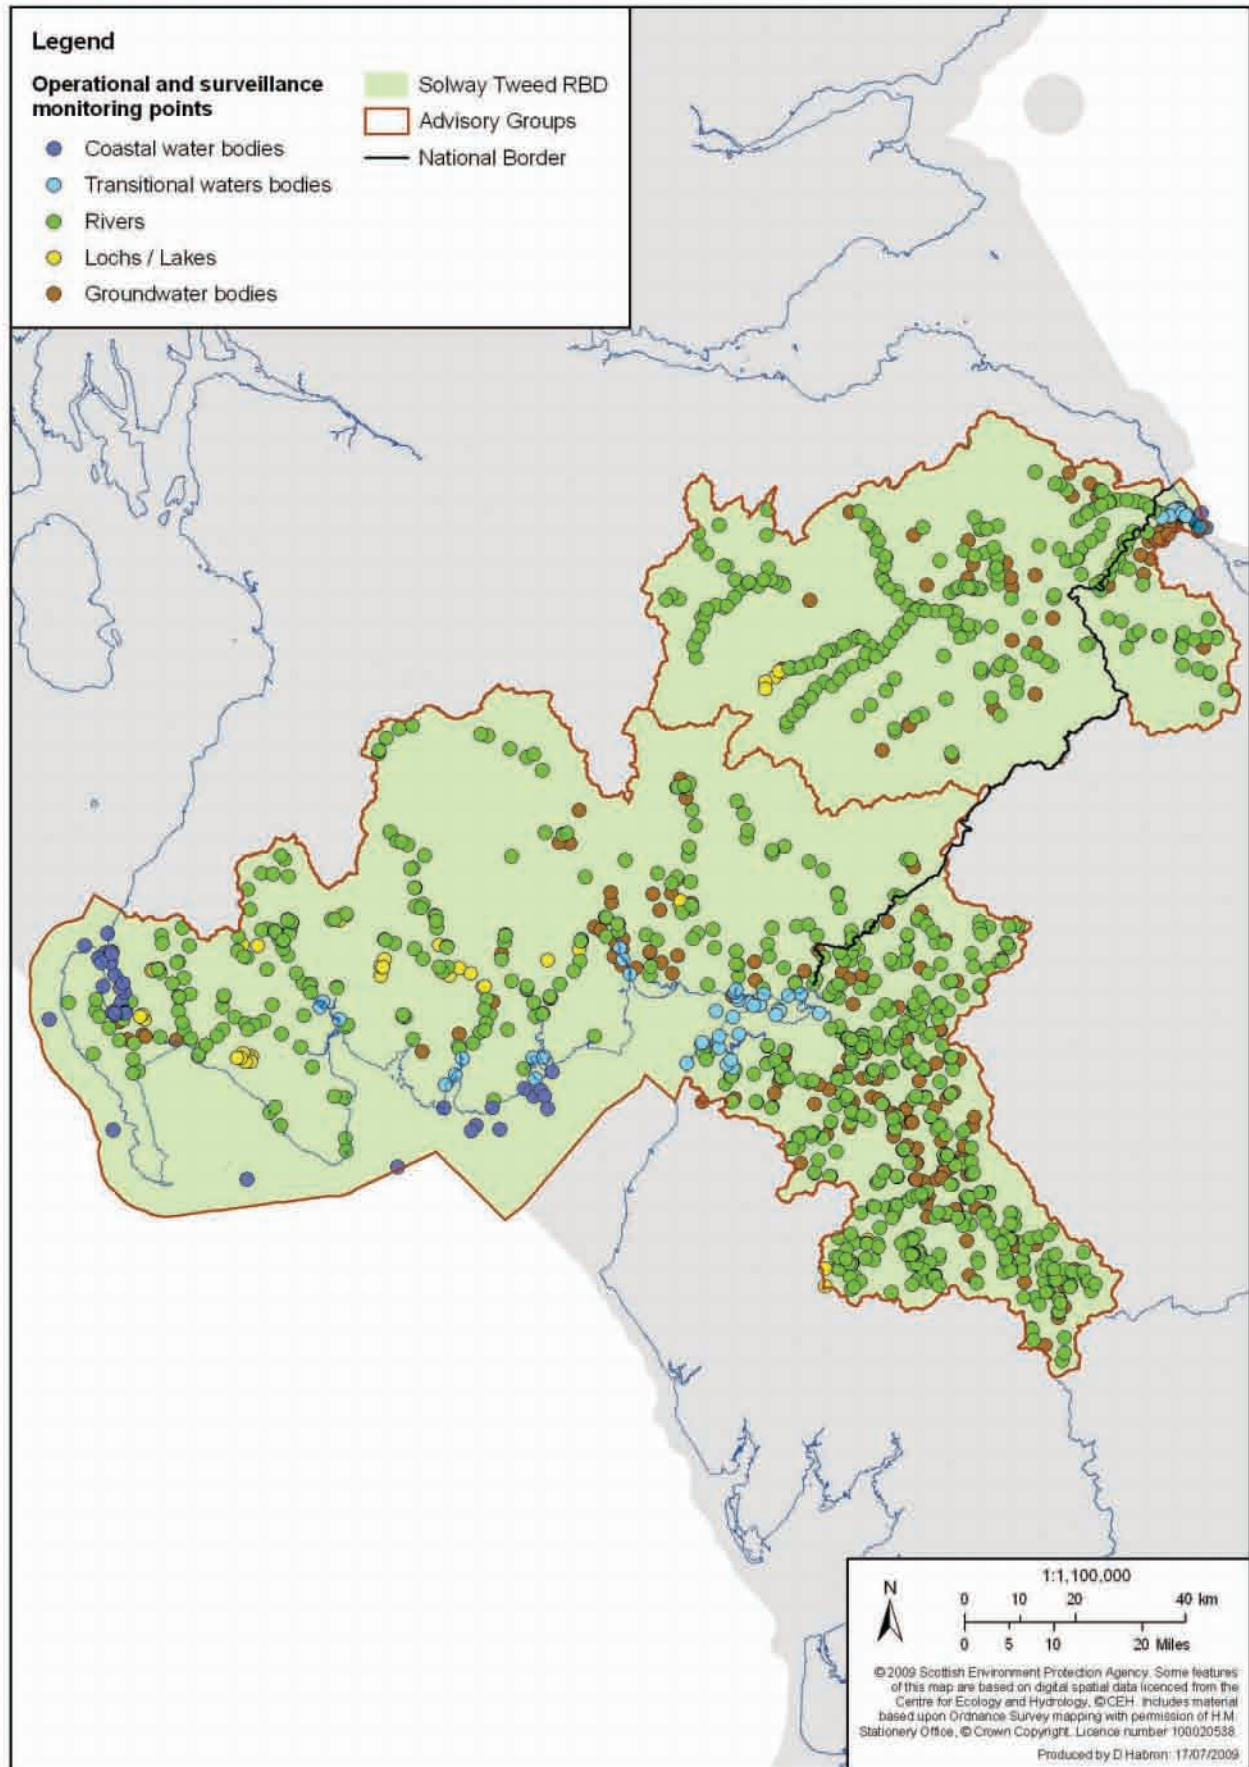 Legend
Operational and surveillance
monitoring points
Coastal water bodies
Transitional waters bodies
Rivers
Lochs / Lakes
Groundwater bodies
Solway Tweed RBD
Advisory Groups
National Border
N
1:1,100,000
0 10 20 40 km
0 5 10 20 Miles
© 2009 Scottish Environment Protection Agency. Some features
of this map are based on digital spatial data licenced from the
Centre for Ecology and Hydrology, © CEH. Includes material
based upon Ordnance Survey mapping with permission of H.M.
Stationery Office, © Crown Copyright. Licence number 100020538.
Produced by D Habron: 17/07/2009